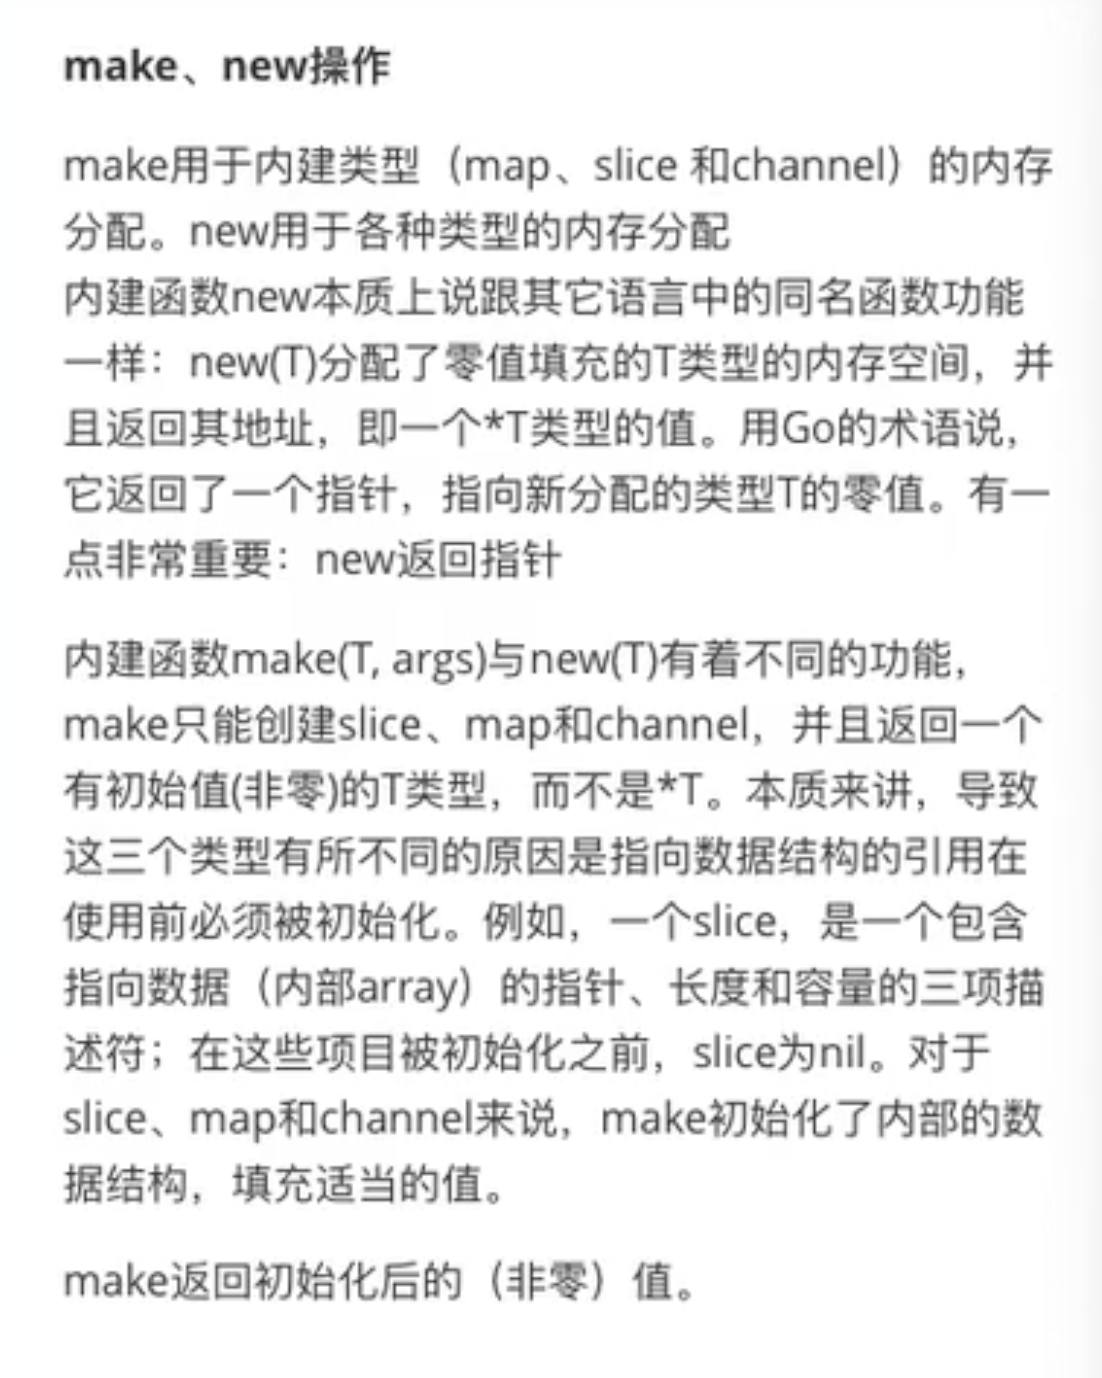 make、new操作
make用于内建类型（map、slice 和channel）的内存
分配。new用于各种类型的内存分配
内建函数new本质上说跟其它语言中的同名函数功能
一样：new(T)分配了零值填充的T类型的内存空间，并
且返回其地址，即一个*T类型的值。用Go的术语说，
它返回了一个指针，指向新分配的类型T的零值。有一
点非常重要：new返回指针
内建函数make(T, args)与new(T)有着不同的功能，
make只能创建slice、map和channel，并且返回一个
有初始值(非零)的T类型，而不是*T。本质来讲，导致
这三个类型有所不同的原因是指向数据结构的引用在
使用前必须被初始化。例如，一个slice，是一个包含
指向数据（内部array）的指针、长度和容量的三项描
述符；在这些项目被初始化之前，slice为nil。对于
slice、map和channel来说，make初始化了内部的数
据结构，填充适当的值。
make返回初始化后的（非零）值。